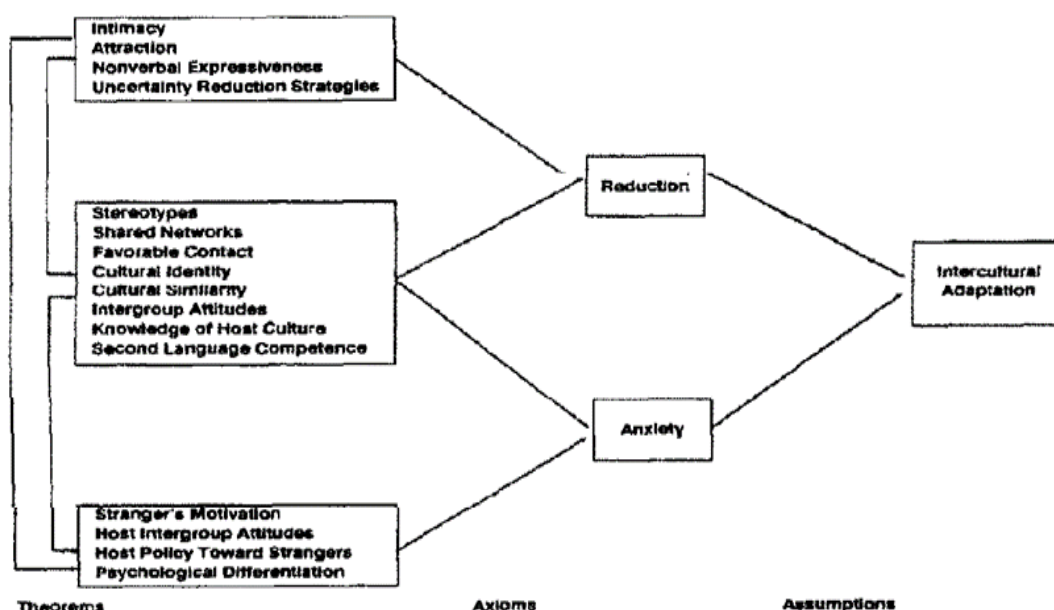 Intimacy
Attraction
Nonverbal Expressiveness
Uncertainty Reduction Strategies
Reduction
Stereotypes
Shared Networks
Favorable Contact
Cultural Identity
Cultural Similarity
Intergroup Attitudes
Knowledge of Host Culture
Second Language Competence
Intercultural
Adaptation
Anxiety
Stranger's Motivation
Host Intergroup Attitudes
Host Policy Toward Strangers
Psychological Differentiation
Theorems
Axioms
Assumptions